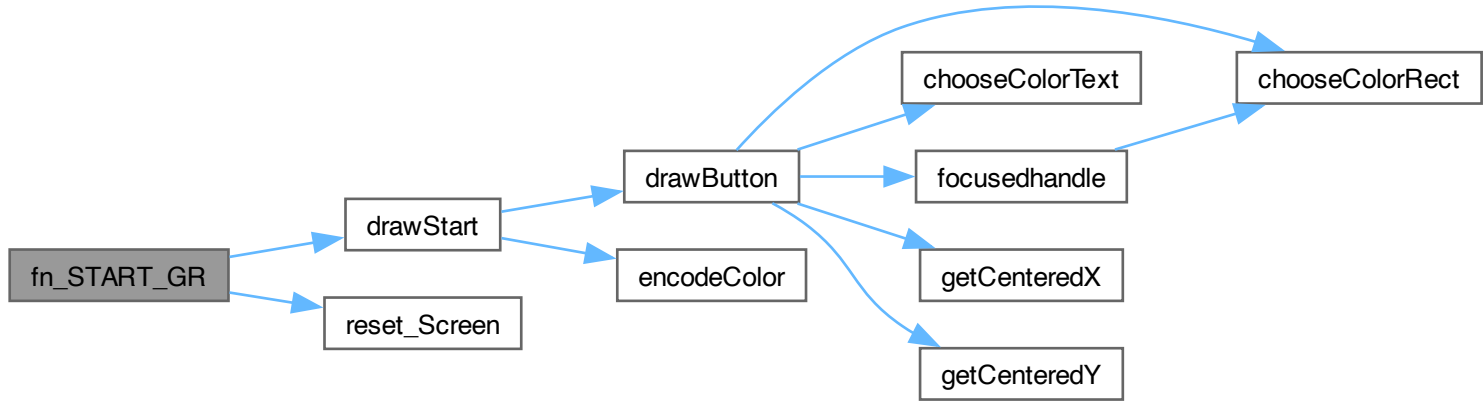 fn_START_GR
drawStart
reset_Screen
drawButton
encodeColor
chooseColorText
focusedhandle
getCenteredX
getCenteredY
chooseColorRect